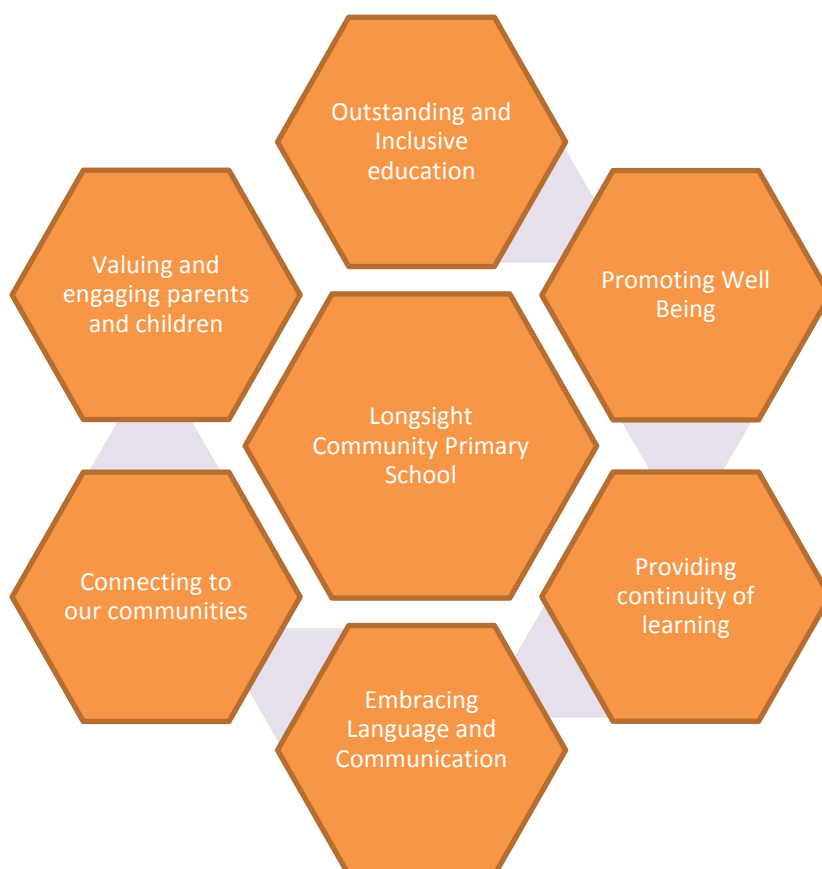 Outstanding and
Inclusive
education
Promoting Well
Being
Providing
continuity of
learning
Embracing
Language and
Communication
Connecting to
our communities
Valuing and
engaging parents
and children
Longsight
Community Primary
School